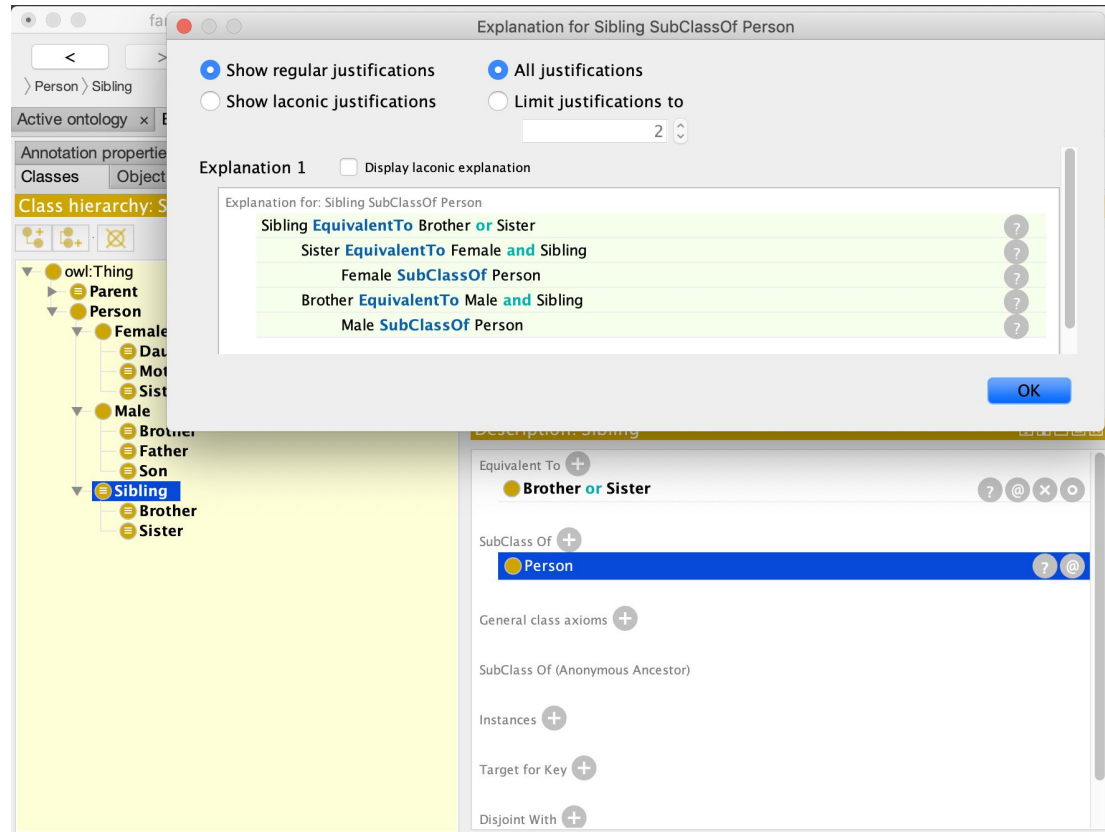 Explanation for Sibling SubClassOf Person
<
>
Person Sibling
Show regular justifications
All justifications
Show laconic justifications
Limit justifications to
2
Active ontology ×
Explanation 1
Display laconic explanation
Classes
Object
Class hierarchy:
Explanation for: Sibling SubClassOf Person
Sibling EquivalentTo Brother or Sister
?
Sister EquivalentTo Female and Sibling
?
Female SubClassOf Person
?
Brother EquivalentTo Male and Sibling
?
Male SubClassOf Person
?
OK
owl:Thing
Parent
Person
Female
Male
Brother
Father
Son
Sibling
Brother
Sister
Description: Sibling
Equivalent To
Brother or Sister
? @
SubClass Of
Person
? @
General class axioms
SubClass Of (Anonymous Ancestor)
Instances
Target for Key
Disjoint With